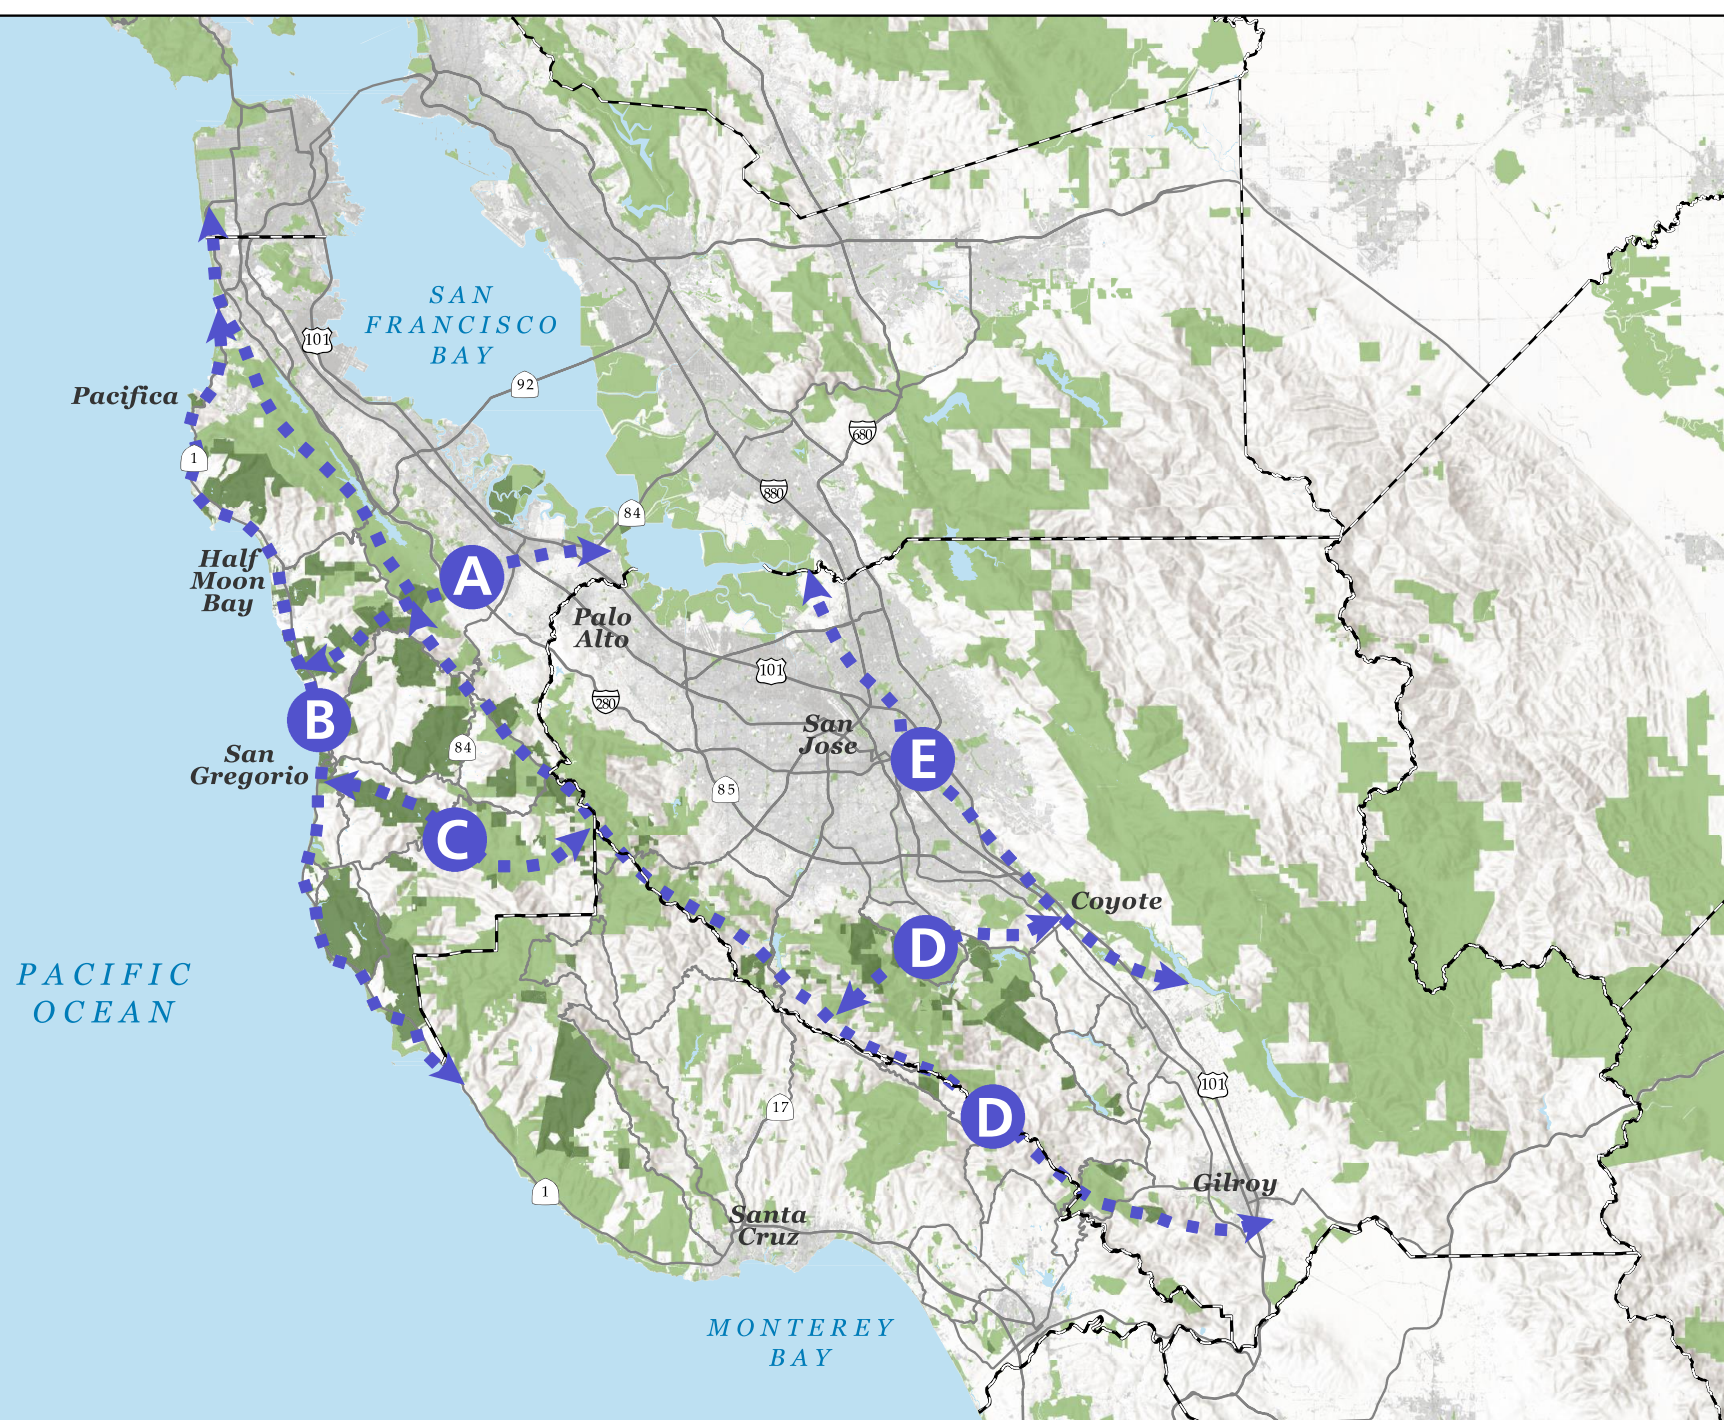 SAN
FRANCISCO
BAY
101
Pacifica
92
1
680
880
84
Half
Moon
Bay
A
Palo
Alto
101
280
B
San
Jose
84
San
Gregorio
E
85
C
Coyote
D
PACIFIC
OCEAN
101
17
D
1
Gilroy
Santa
Cruz
MONTEREY
BAY